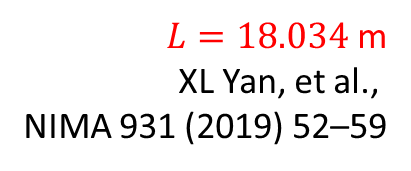 L = 18.034 m
XL Yan, et al.,
NIMA 931 (2019) 52–59